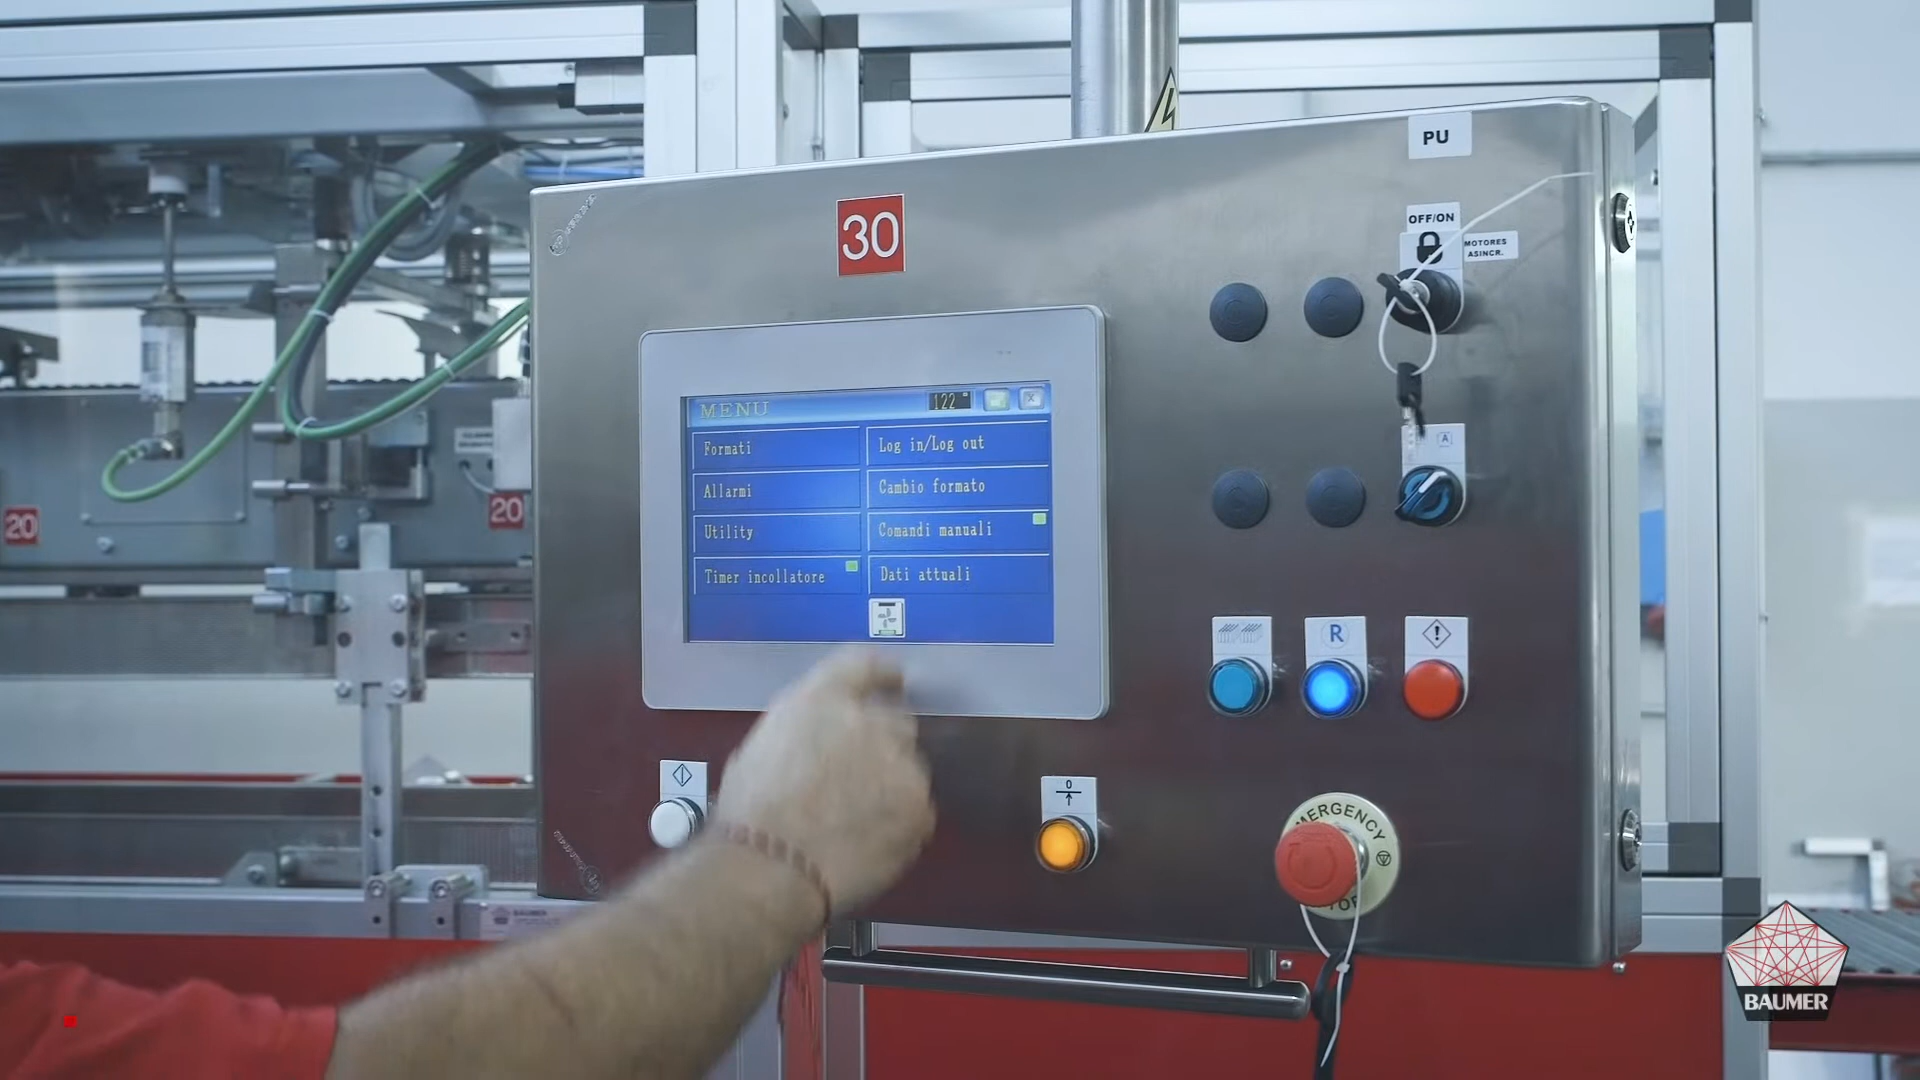 PU
30
OFF/ON
MOTORES
ASINCR.
MENU
122
X
Formati
Log in/Log out
Allarmi
Cambio formato
Utility
Comandi manuali
Timer incollatore
Dati attuali
A
20
20
R
!
0
EMERGENCY
BAUMER
BAUMER